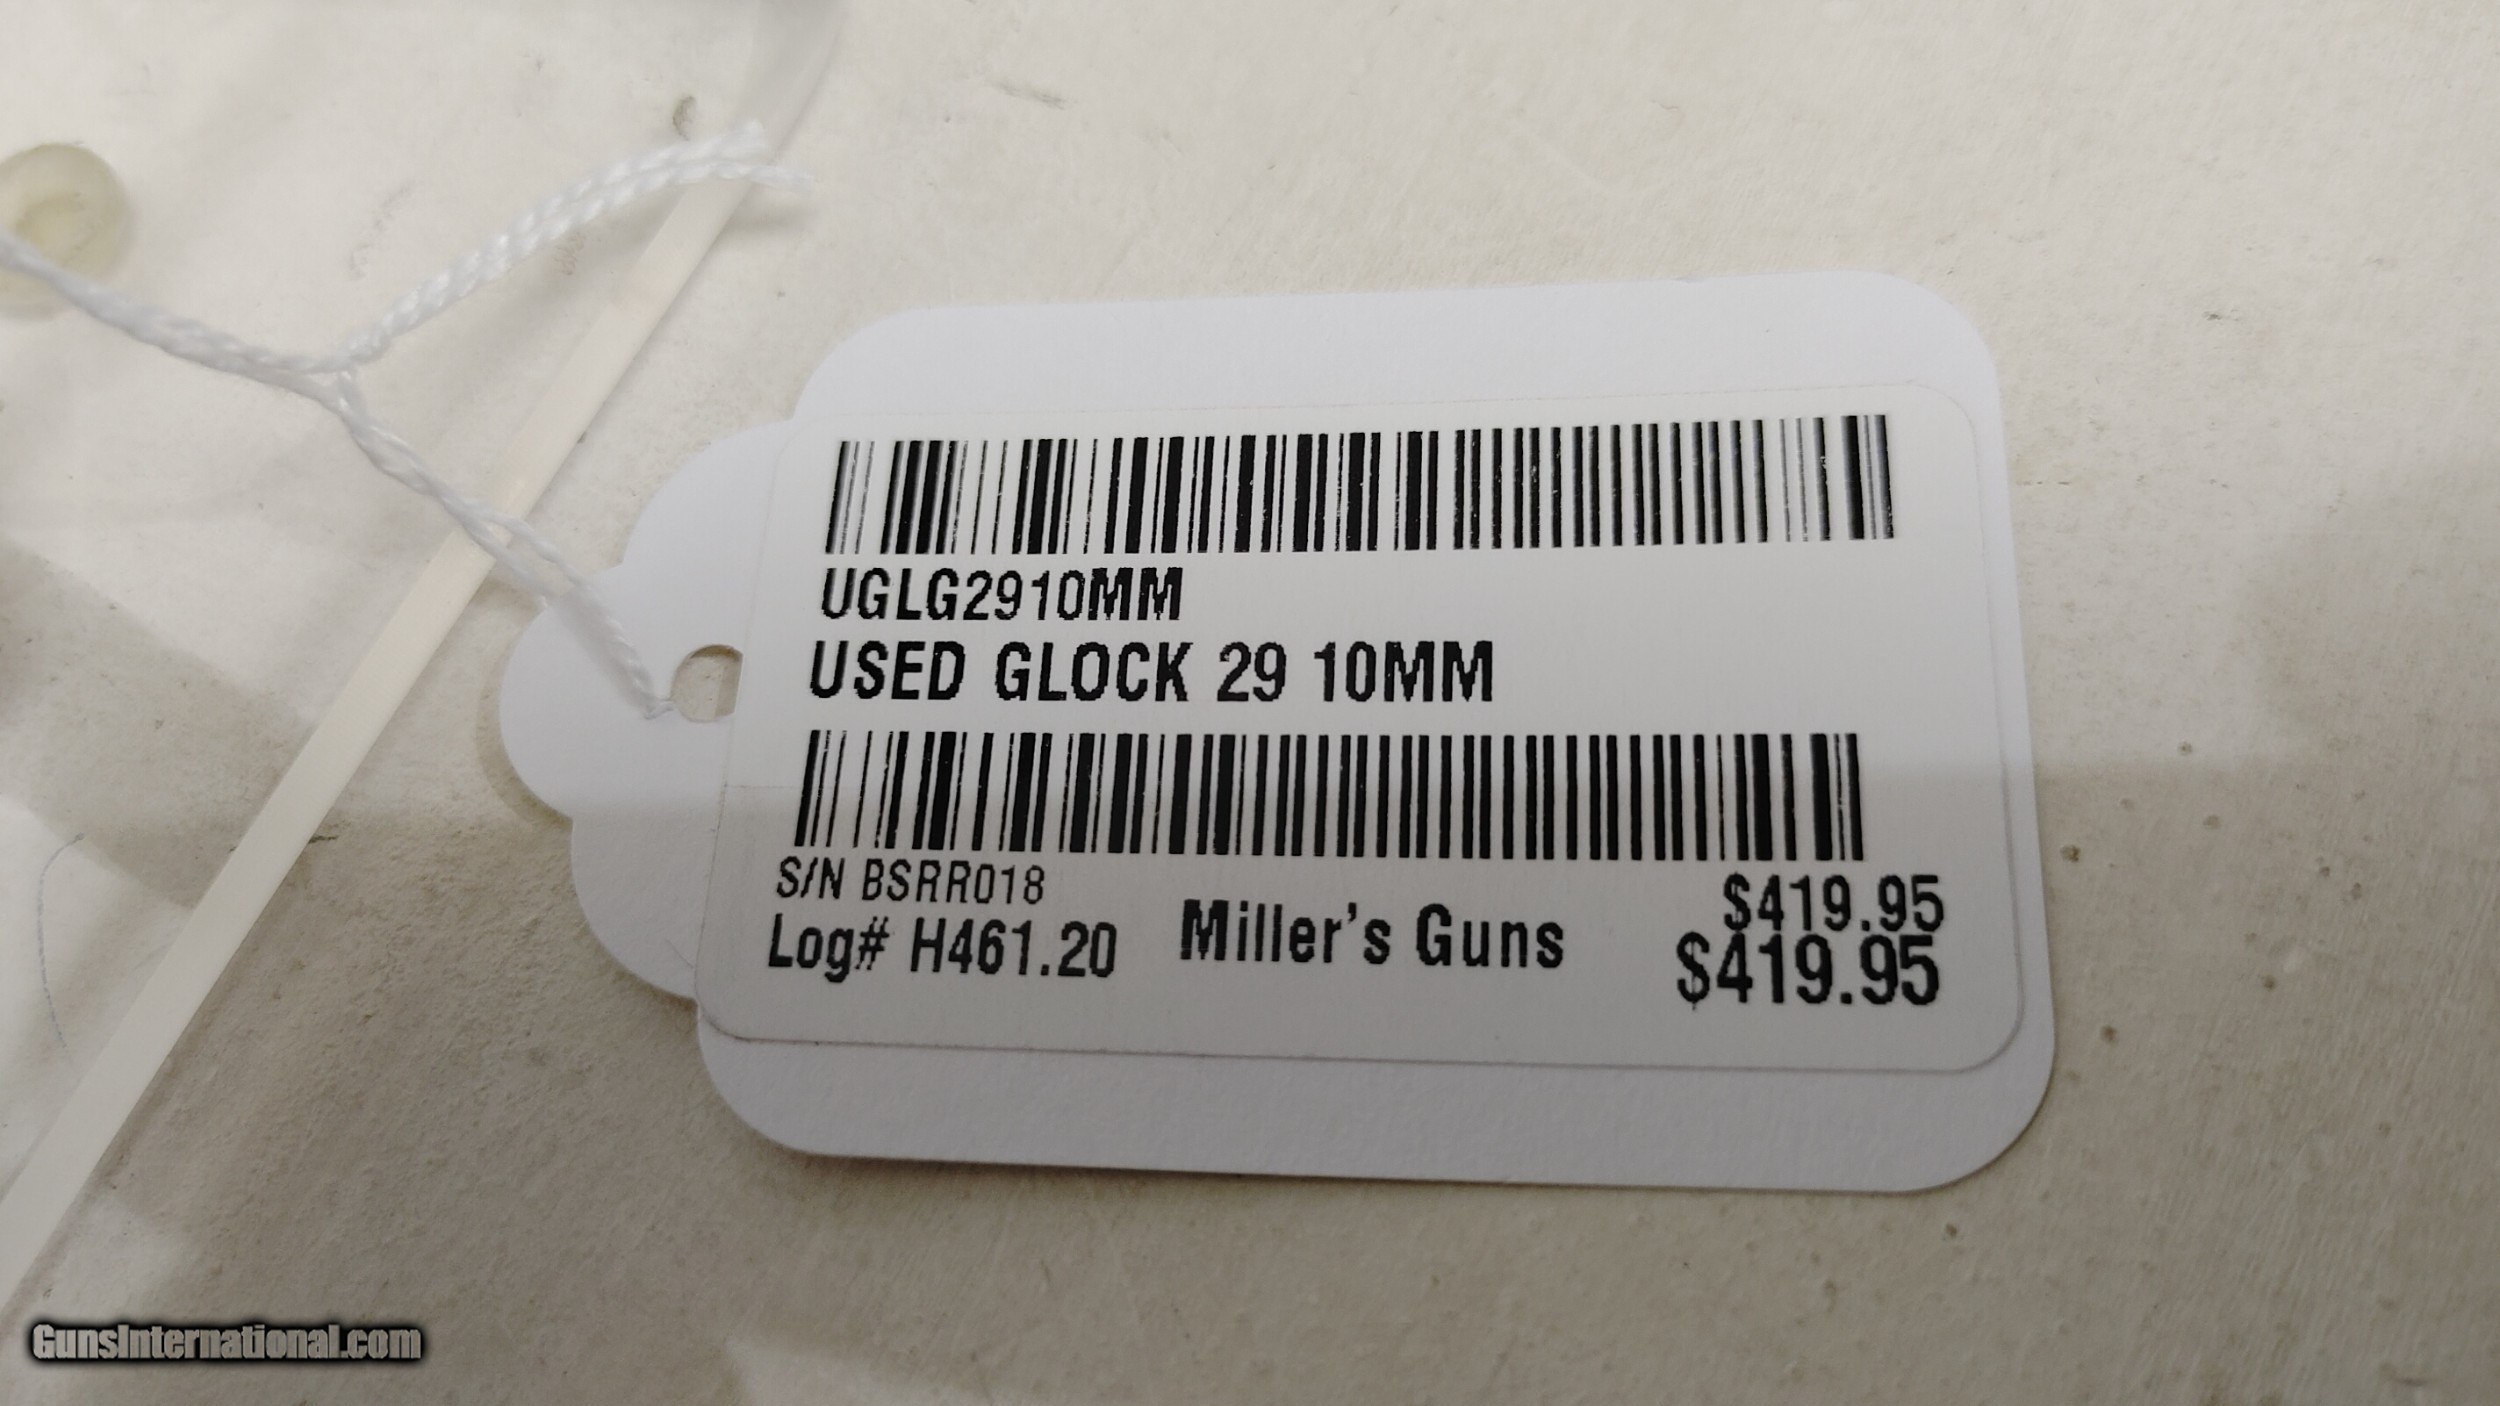 UGLG2910MM
USED GLOCK 29 10MM
S/N BSRR018
$419.95
Log# H461.20
Miller's Guns
$419.95
GunsInternational.com